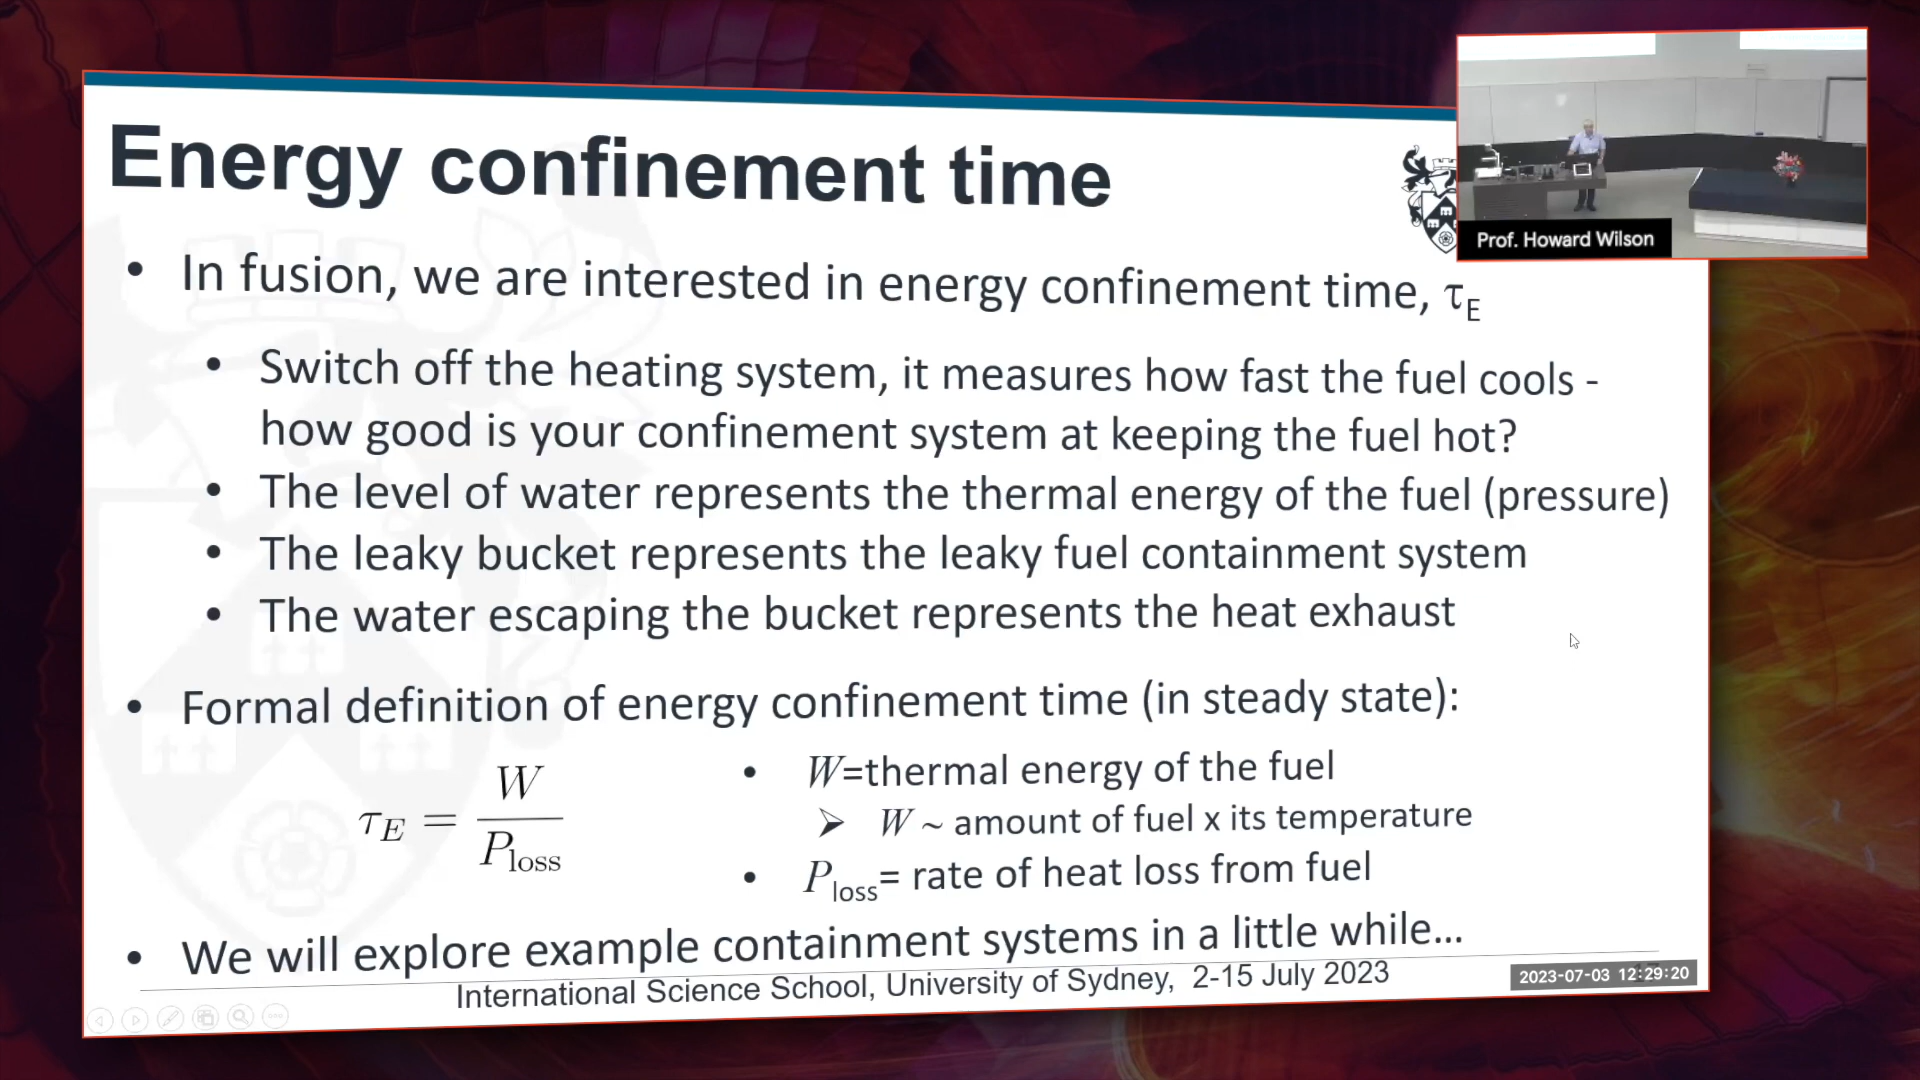 Energy confinement time
Prof. Howard Wilson
• In fusion, we are interested in energy confinement time, τE
• Switch off the heating system, it measures how fast the fuel cools -
how good is your confinement system at keeping the fuel hot?
• The level of water represents the thermal energy of the fuel (pressure)
• The leaky bucket represents the leaky fuel containment system
• The water escaping the bucket represents the heat exhaust
• Formal definition of energy confinement time (in steady state):
τE = W / Ploss
• W=thermal energy of the fuel
➢ W ~ amount of fuel x its temperature
• Ploss= rate of heat loss from fuel
• We will explore example containment systems in a little while...
International Science School, University of Sydney, 2-15 July 2023
2023-07-03 12:29:20